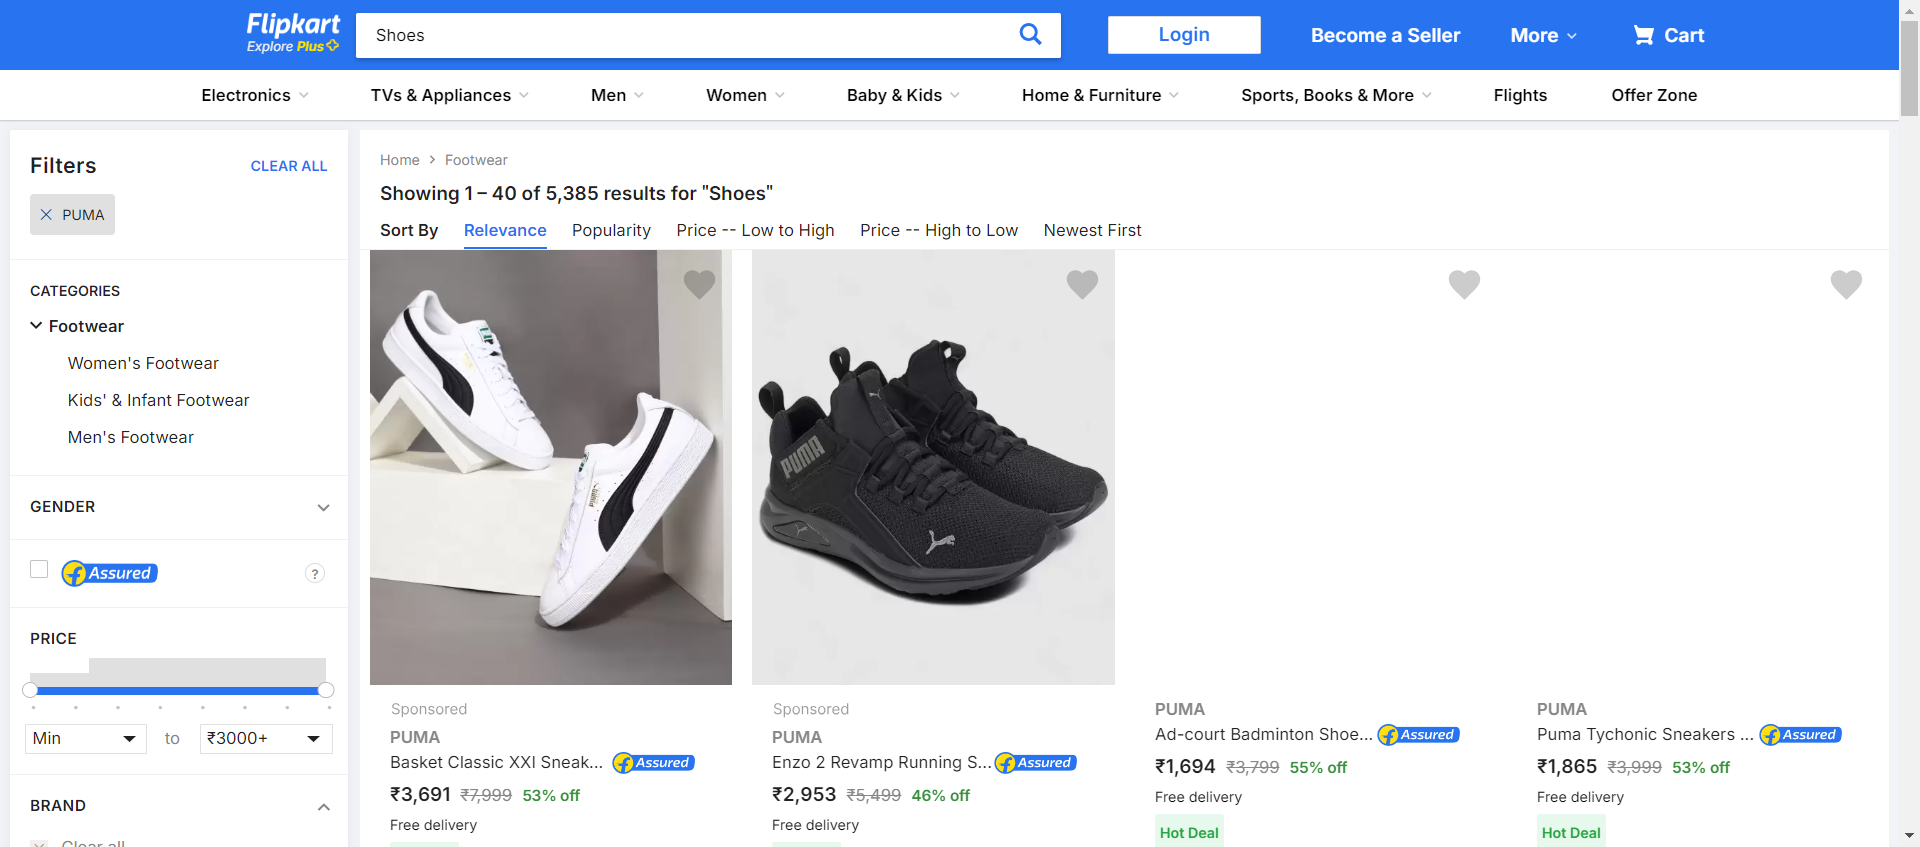 Flipkart
Explore Plus
Shoes
Login
Become a Seller
More
Cart
Electronics
TVs & Appliances
Men
Women
Baby & Kids
Home & Furniture
Sports, Books & More
Flights
Offer Zone
Filters
CLEAR ALL
PUMA
CATEGORIES
Footwear
Women's Footwear
Kids' & Infant Footwear
Men's Footwear
GENDER
Assured
?
PRICE
Min
to
₹3000+
BRAND
Clear all
Home
Footwear
Showing 1 – 40 of 5,385 results for "Shoes"
Sort By
Relevance
Popularity
Price -- Low to High
Price -- High to Low
Newest First
PUMA
Sponsored
PUMA
Basket Classic XXI Sneak...
Assured
₹3,691 ₹7,999 53% off
Free delivery
Sponsored
PUMA
Enzo 2 Revamp Running S...
Assured
₹2,953 ₹5,499 46% off
Free delivery
PUMA
Ad-court Badminton Shoe...
Assured
₹1,694 ₹3,799 55% off
Free delivery
Hot Deal
PUMA
Puma Tychonic Sneakers ...
Assured
₹1,865 ₹3,999 53% off
Free delivery
Hot Deal